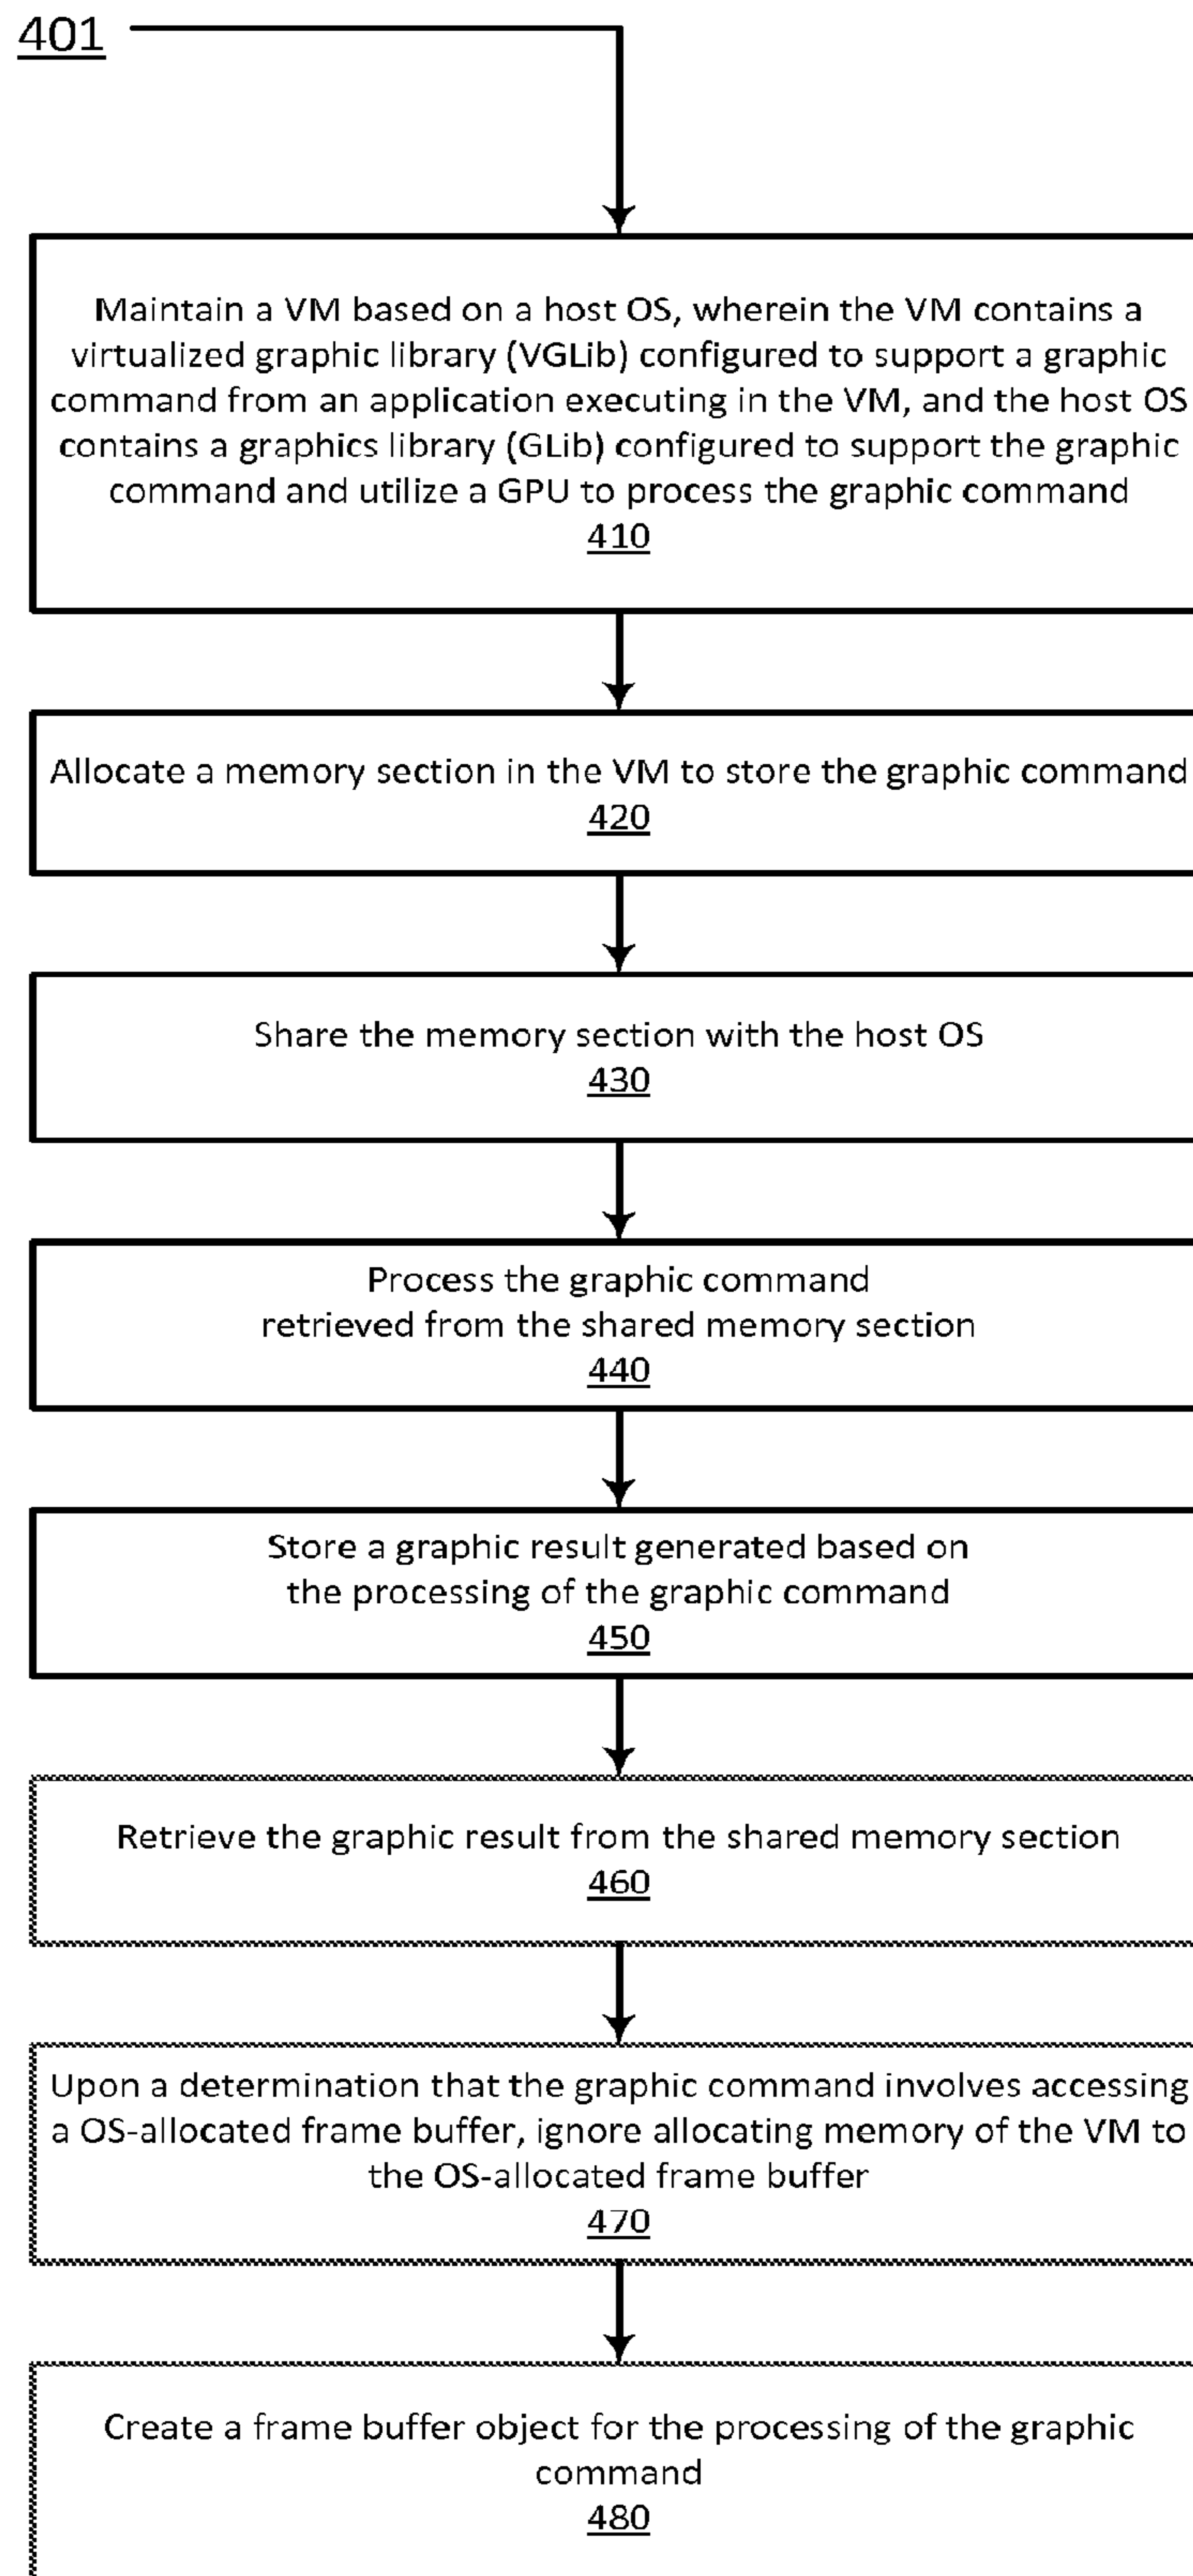 401
Maintain a VM based on a host OS, wherein the VM contains a
virtualized graphic library (VGLib) configured to support a graphic
command from an application executing in the VM, and the host OS
contains a graphics library (GLib) configured to support the graphic
command and utilize a GPU to process the graphic command
410
Allocate a memory section in the VM to store the graphic command
420
Share the memory section with the host OS
430
Process the graphic command
retrieved from the shared memory section
440
Store a graphic result generated based on
the processing of the graphic command
450
Retrieve the graphic result from the shared memory section
460
Upon a determination that the graphic command involves accessing
a OS-allocated frame buffer, ignore allocating memory of the VM to
the OS-allocated frame buffer
470
Create a frame buffer object for the processing of the graphic
command
480